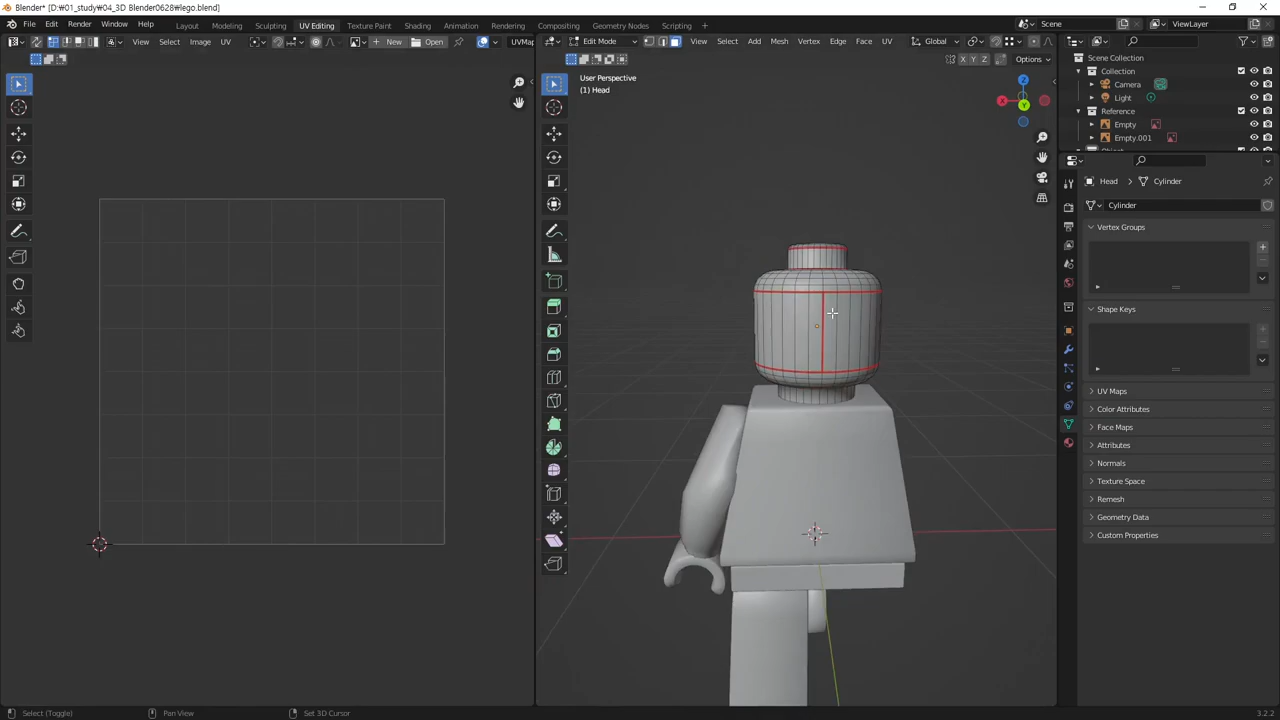 Blender* [D:￦01_study￦04_3D Blender0628￦lego.blend]
File Edit Render Window Help Layout Modeling Sculpting UV Editing Texture Paint Shading Animation Rendering Compositing Geometry Nodes Scripting + Scene ViewLayer
View Select Image UV New Open UVMap Edit Mode View Select Add Mesh Vertex Edge Face UV Global
X Y Z Options
User Perspective
(1) Head
Z
X
Y
Scene Collection
Collection
Camera
Light
Reference
Empty
Empty.001
Head Cylinder
Cylinder
Vertex Groups
Shape Keys
UV Maps
Color Attributes
Face Maps
Attributes
Normals
Texture Space
Remesh
Geometry Data
Custom Properties
Select (Toggle) Pan View Set 3D Cursor 3.2.2